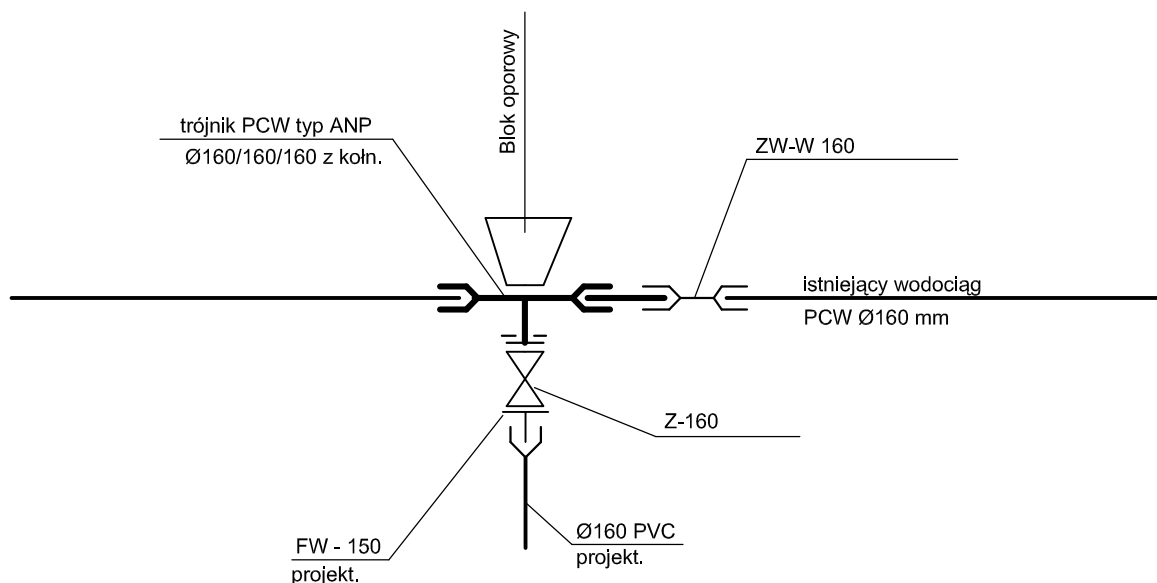 Blok oporowy
trójnik PCW typ ANP
Ø160/160/160 z kołn.
ZW-W 160
istniejący wodociąg
PCW Ø160 mm
Z-160
Ø160 PVC
projekt.
FW - 150
projekt.